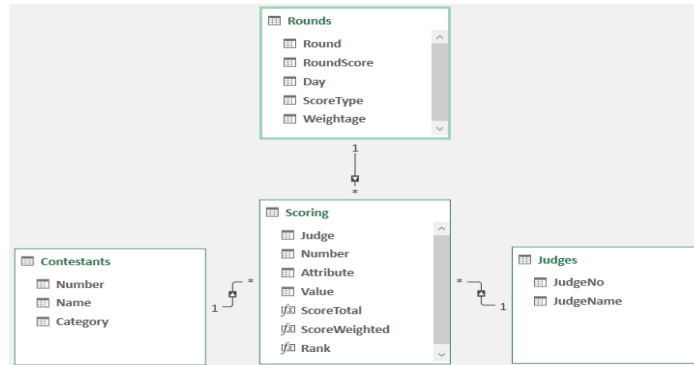 Rounds
Round
RoundScore
Day
ScoreType
Weightage
1
*
Scoring
Judge
Number
Attribute
Value
ScoreTotal
ScoreWeighted
Rank
Contestants
Number
Name
Category
1
*
Judges
JudgeNo
JudgeName
*
1